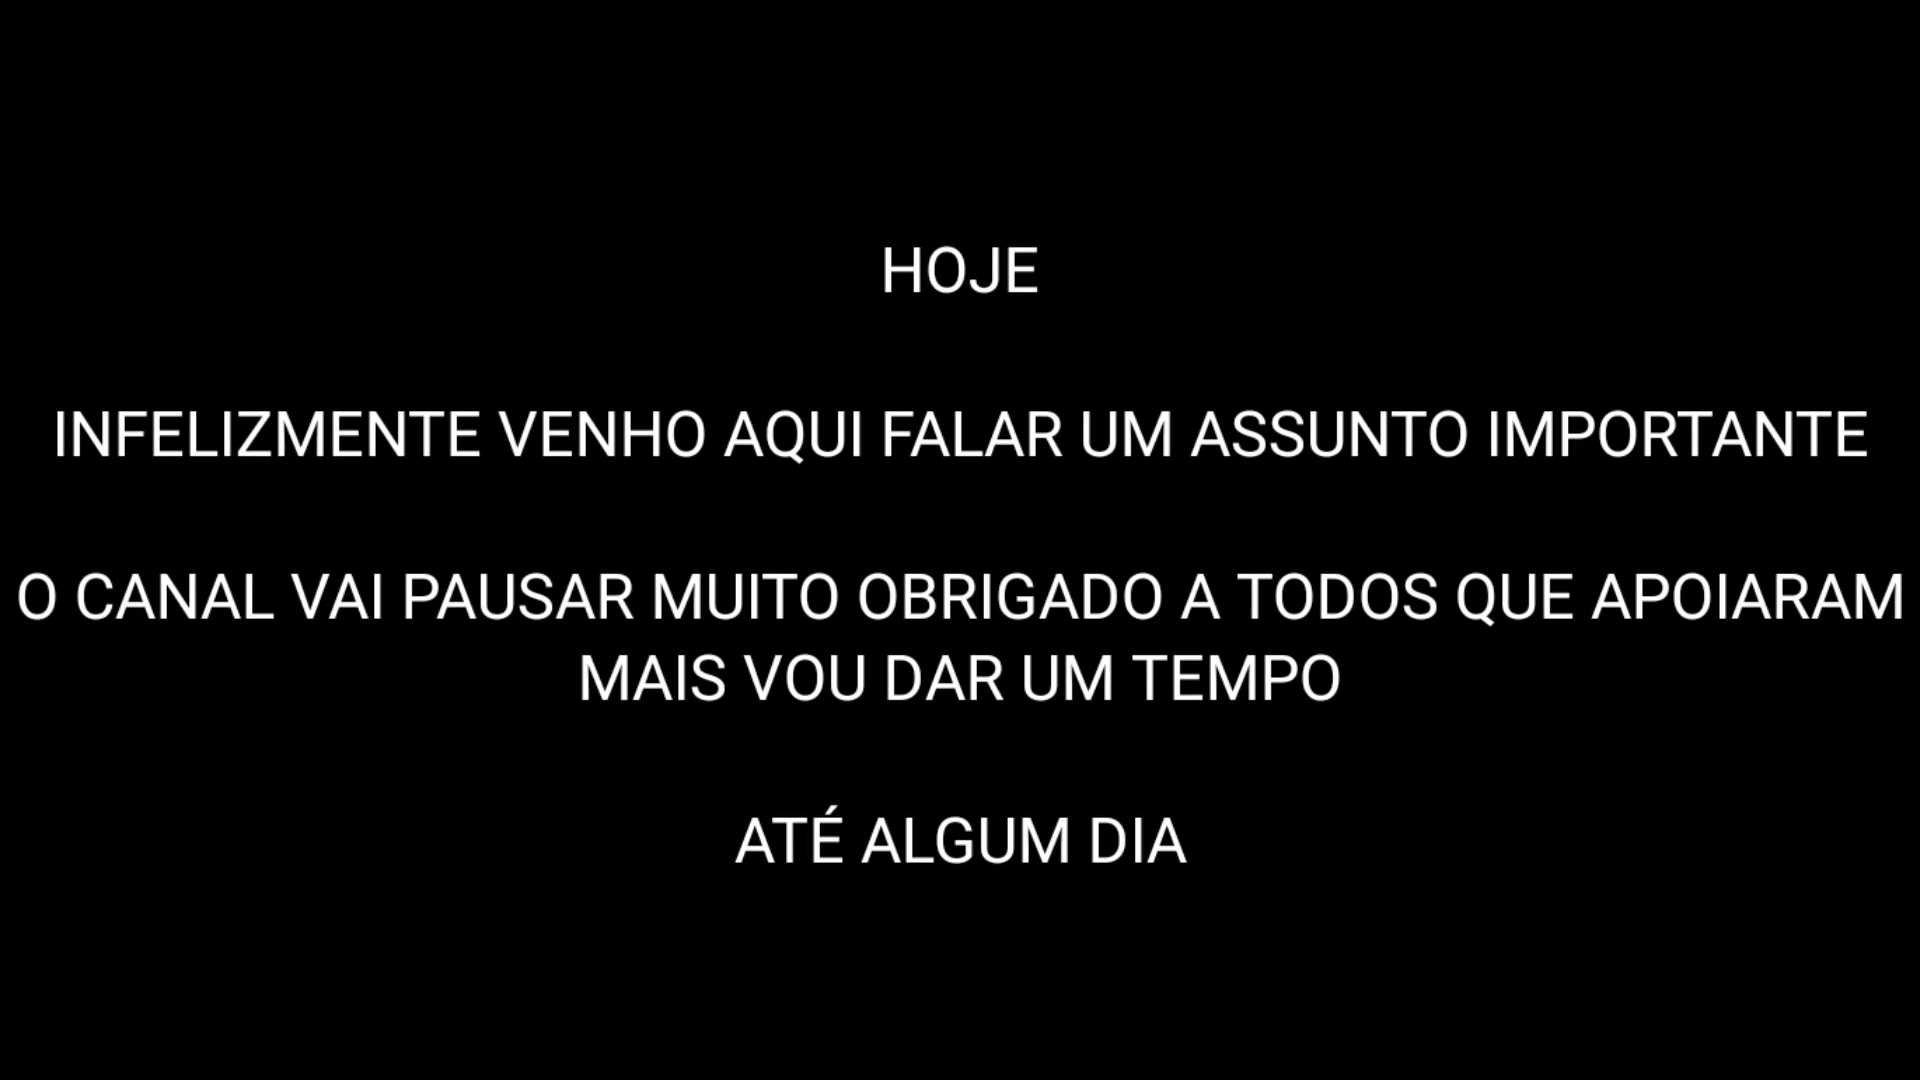 HOJE
INFELIZMENTE VENHO AQUI FALAR UM ASSUNTO IMPORTANTE
O CANAL VAI PAUSAR MUITO OBRIGADO A TODOS QUE APOIARAM
MAIS VOU DAR UM TEMPO
ATÉ ALGUM DIA